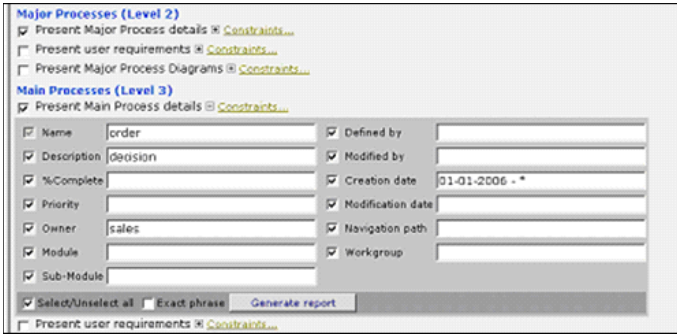 Major Processes (Level 2)
Present Major Process details Constraints...
Present user requirements Constraints...
Present Major Process Diagrams Constraints...
Main Processes (Level 3)
Present Main Process details Constraints...
Name order Defined by
Description decision Modified by
%Complete Creation date 01-01-2006 - *
Priority Modification date
Owner sales Navigation path
Module Workgroup
Sub-Module
Select/Unselect all Exact phrase Generate report
Present user requirements Constraints...